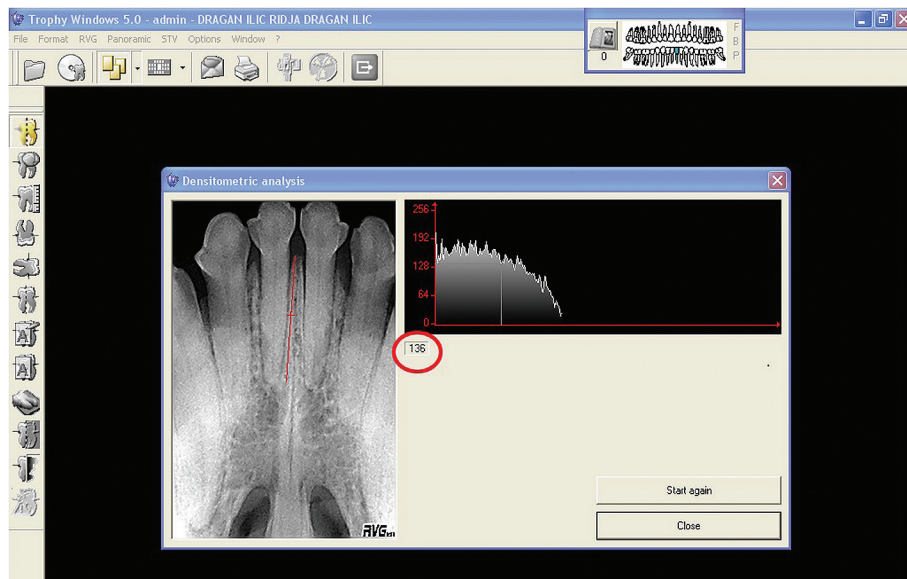 Trophy Windows 5.0 - admin - DRAGAN ILIC RIDJA DRAGAN ILIC
File Format RVG Panoramic STV Options Window ?
0
F
B
P
Densitometric analysis
256
192
128
64
0
136
RVG
Start again
Close